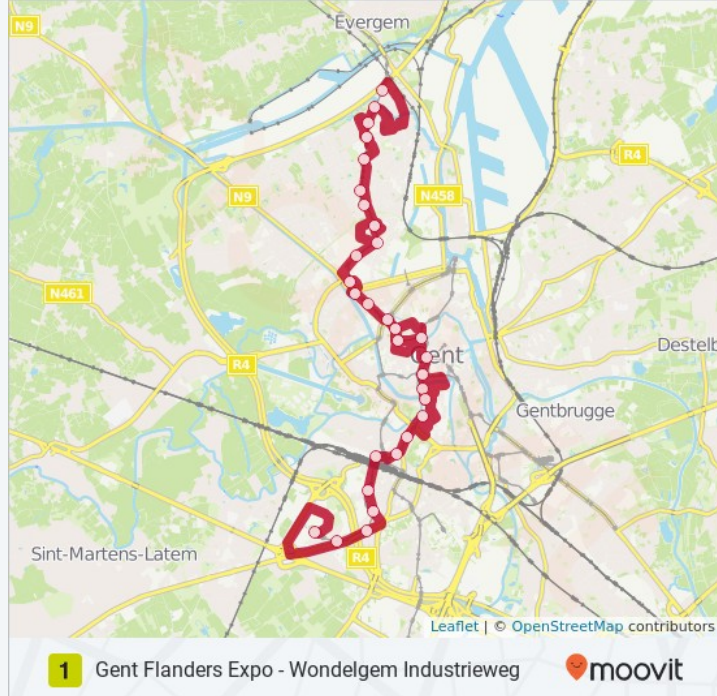 Evergem
N9
R4
N9
N458
N461
Gent
Destelb
R4
Gentbrugge
Sint-Martens-Latem
R4
Leaflet | © OpenStreetMap contributors
1 Gent Flanders Expo - Wondelgem Industrieweg moovit